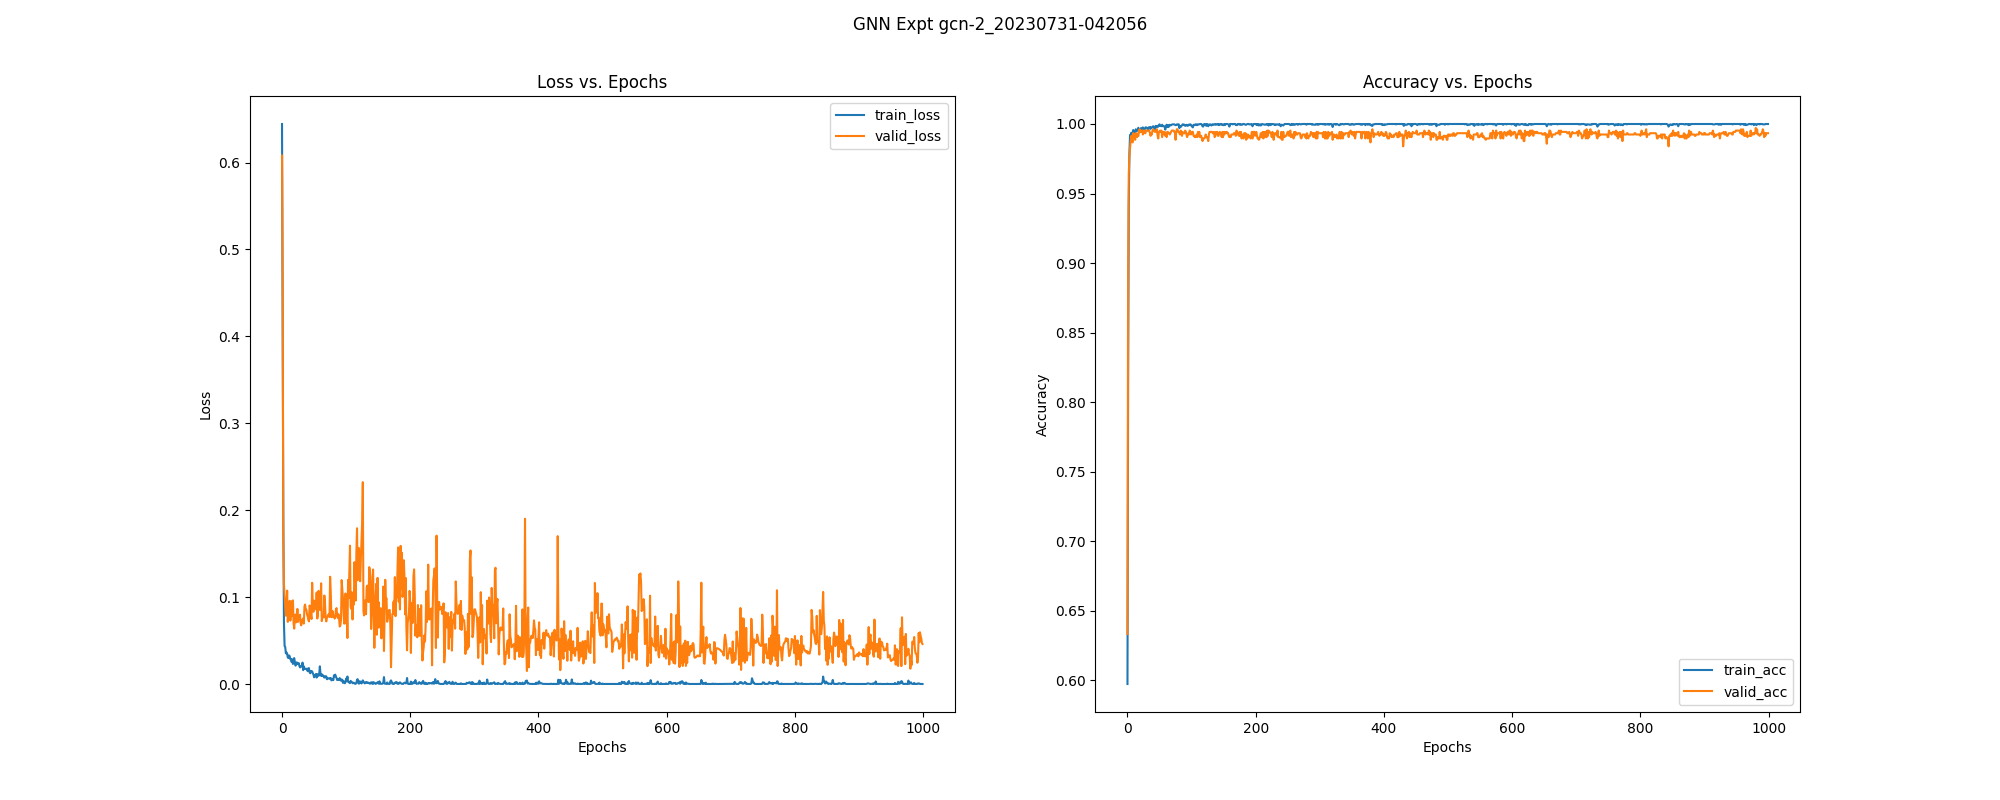 GNN Expt gcn-2_20230731-042056
Loss vs. Epochs
Loss
0.6
0.5
0.4
0.3
0.2
0.1
0.0
train_loss
valid_loss
0 200 400 600 800 1000
Epochs
Accuracy vs. Epochs
Accuracy
1.00
0.95
0.90
0.85
0.80
0.75
0.70
0.65
0.60
train_acc
valid_acc
0 200 400 600 800 1000
Epochs